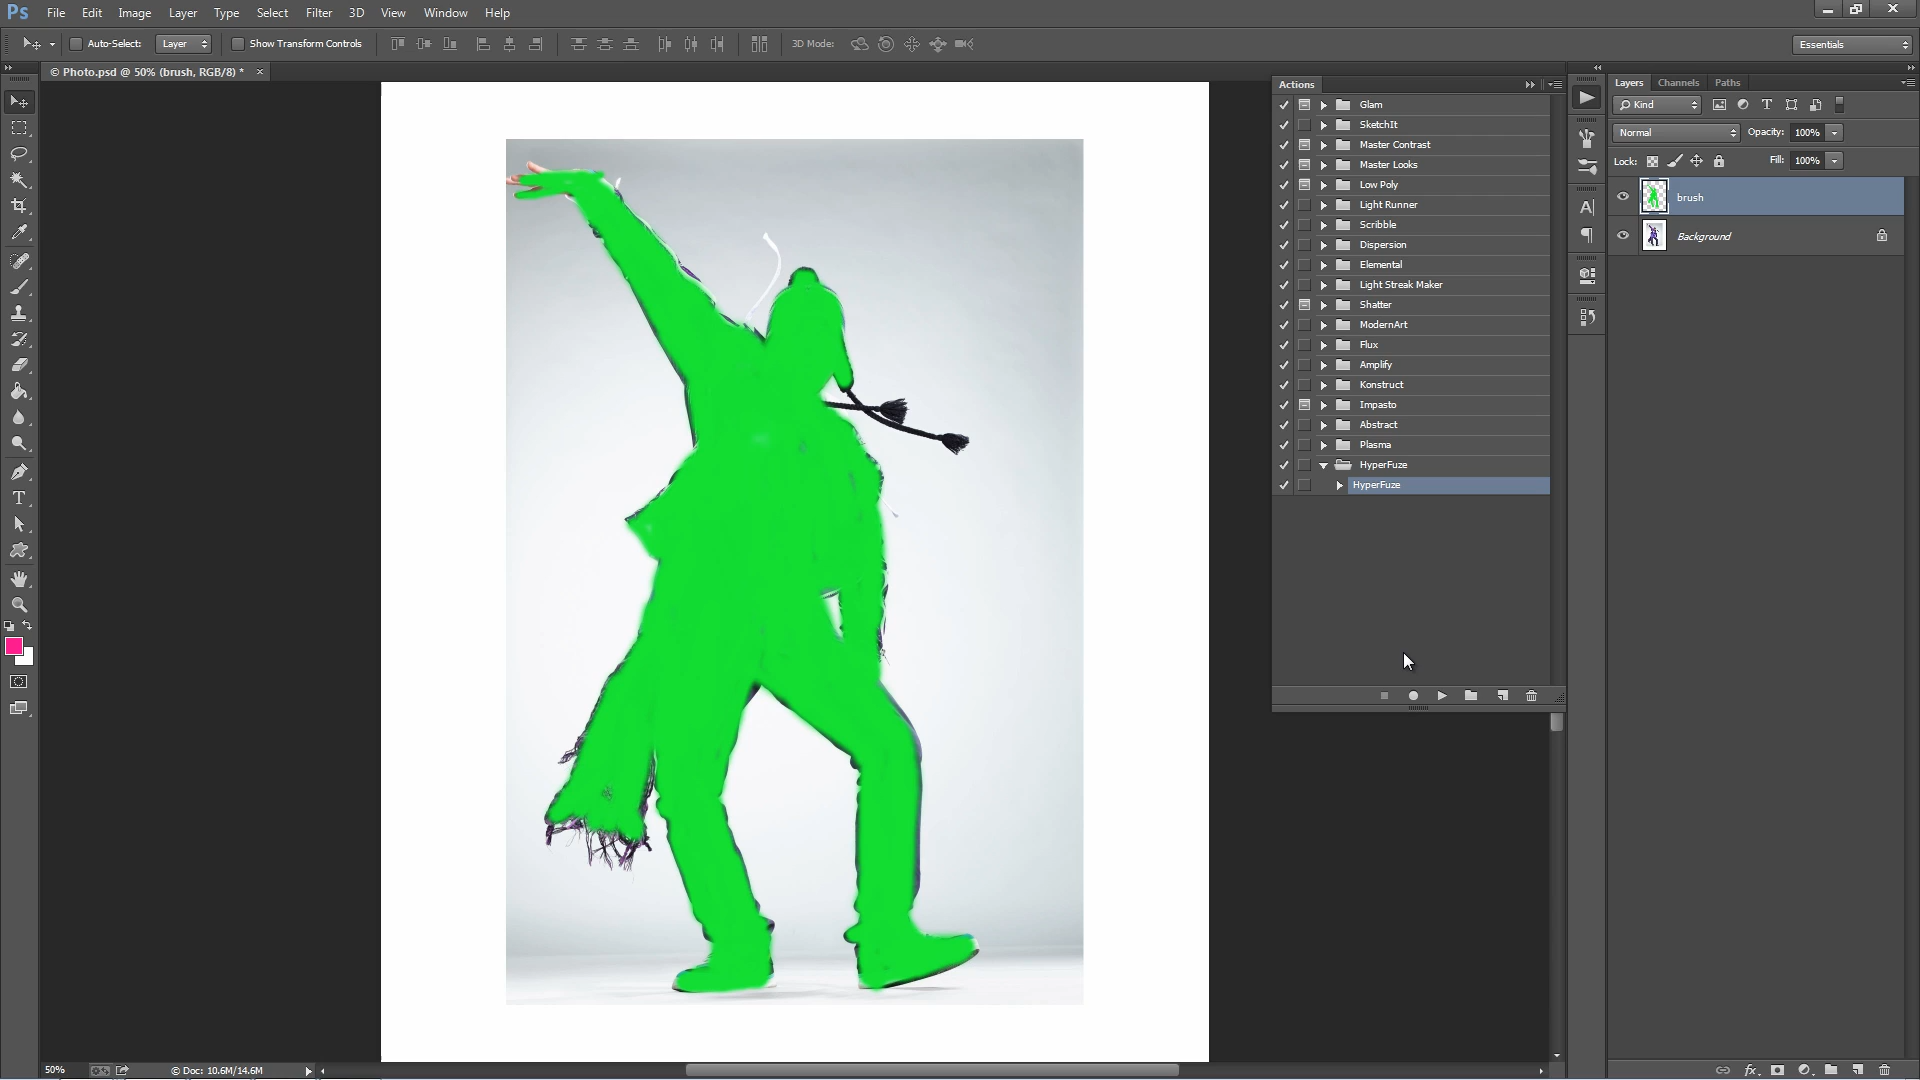 Ps File Edit Image Layer Type Select Filter 3D View Window Help
Auto-Select: Layer Show Transform Controls 3D Mode: Essentials
© Photo.psd @ 50% (brush, RGB/8) * ×
Actions
Glam
SketchIt
Master Contrast
Master Looks
Low Poly
Light Runner
Scribble
Dispersion
Elemental
Light Streak Maker
Shatter
ModernArt
Flux
Amplify
Konstruct
Impasto
Abstract
Plasma
HyperFuze
HyperFuze
Layers Channels Paths
Kind
Normal Opacity: 100%
Lock: Fill: 100%
brush
Background
50% © Doc: 10.6M/14.6M